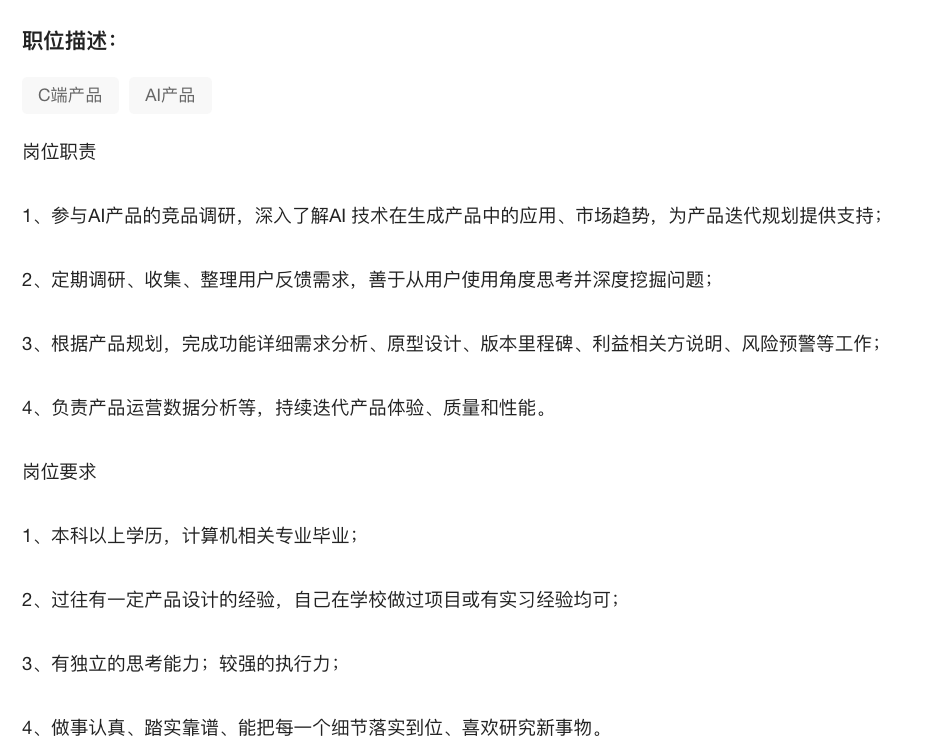 职位描述：
C端产品 AI产品
岗位职责
1、参与AI产品的竞品调研，深入了解AI 技术在生成产品中的应用、市场趋势，为产品迭代规划提供支持；
2、定期调研、收集、整理用户反馈需求，善于从用户使用角度思考并深度挖掘问题；
3、根据产品规划，完成功能详细需求分析、原型设计、版本里程碑、利益相关方说明、风险预警等工作；
4、负责产品运营数据分析等，持续迭代产品体验、质量和性能。
岗位要求
1、本科以上学历，计算机相关专业毕业；
2、过往有一定产品设计的经验，自己在学校做过项目或有实习经验均可；
3、有独立的思考能力；较强的执行力；
4、做事认真、踏实靠谱、能把每一个细节落实到位、喜欢研究新事物。